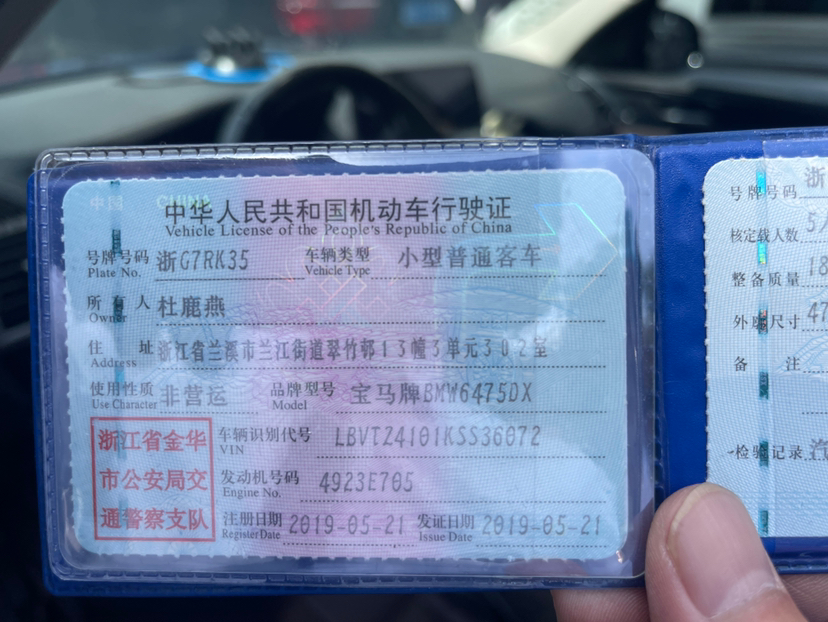 中国 CHINA
中华人民共和国机动车行驶证
Vehicle License of the People's Republic of China
号牌号码 浙G7RK35 车辆类型 小型普通客车
Plate No. Vehicle Type
所有人 杜鹿燕
Owner
住址 浙江省兰溪市兰江街道翠竹邨13幢3单元302室
Address
使用性质 非营运 品牌型号 宝马牌BMW6475DX
Use Character Model
浙江省金华
市公安局交
通警察支队
车辆识别代号 LBVTZ4101KSS36072
VIN
发动机号码 4923E705
Engine No.
注册日期 2019-05-21 发证日期 2019-05-21
Register Date Issue Date
号牌号码 浙
核定载人数 5
整备质量 18
外廓尺寸 47
备注
检验记录